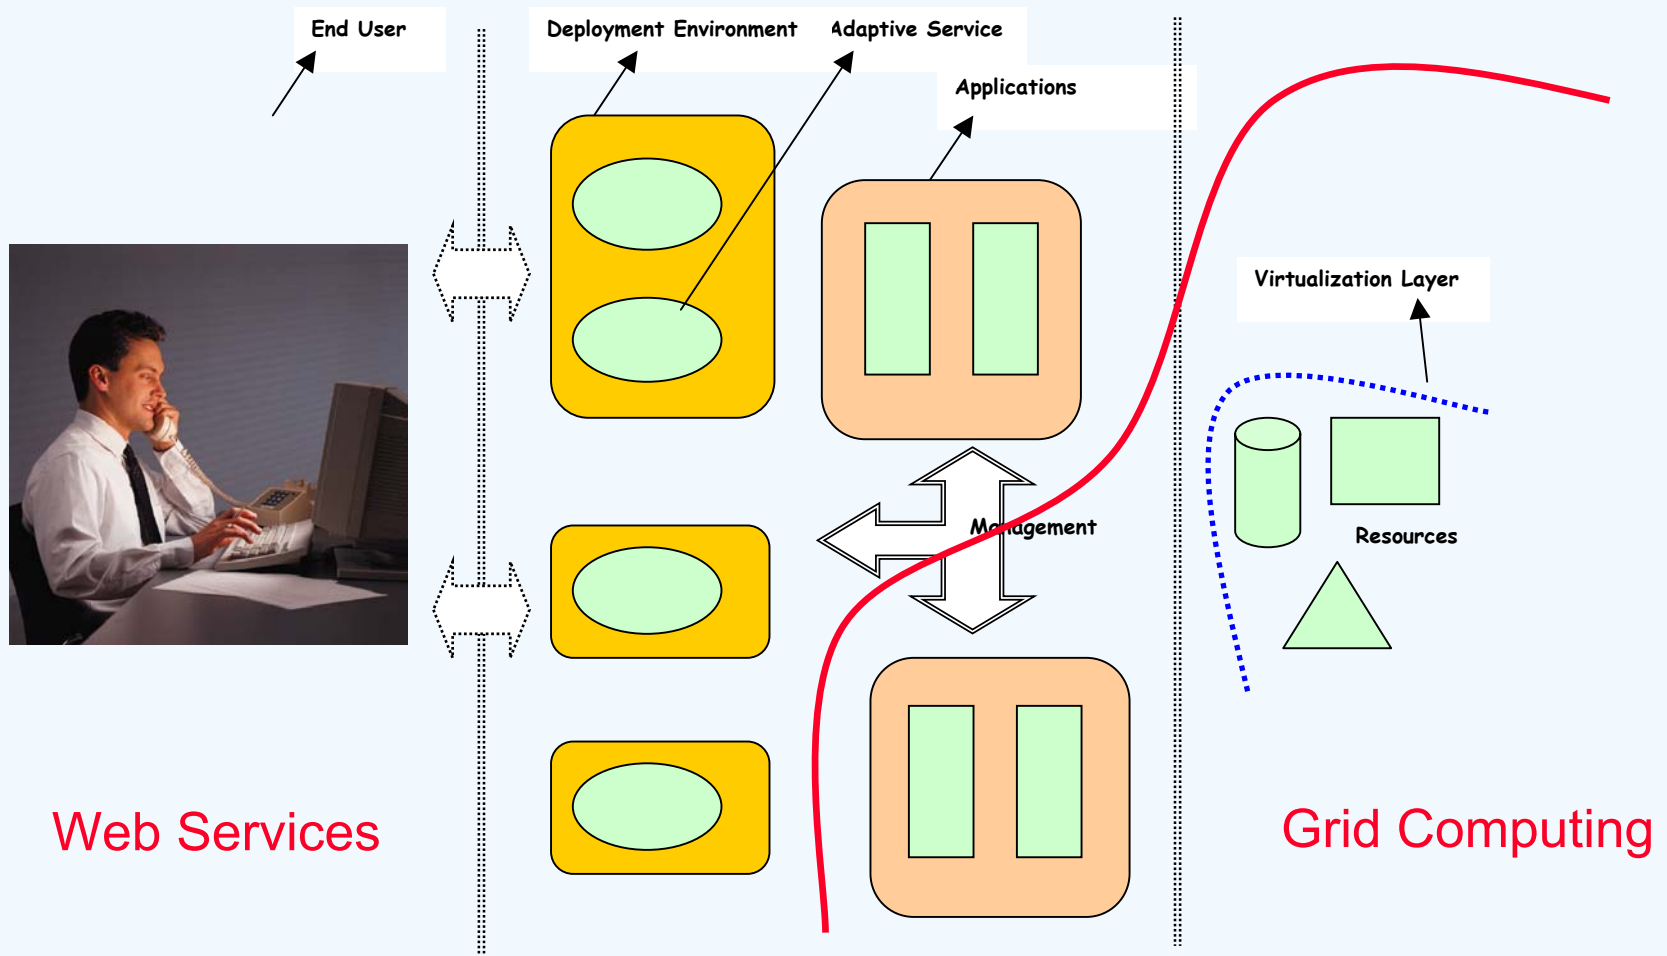 End User
Deployment Environment
Adaptive Service
Applications
Virtualization Layer
Management
Resources
Web Services
Grid Computing